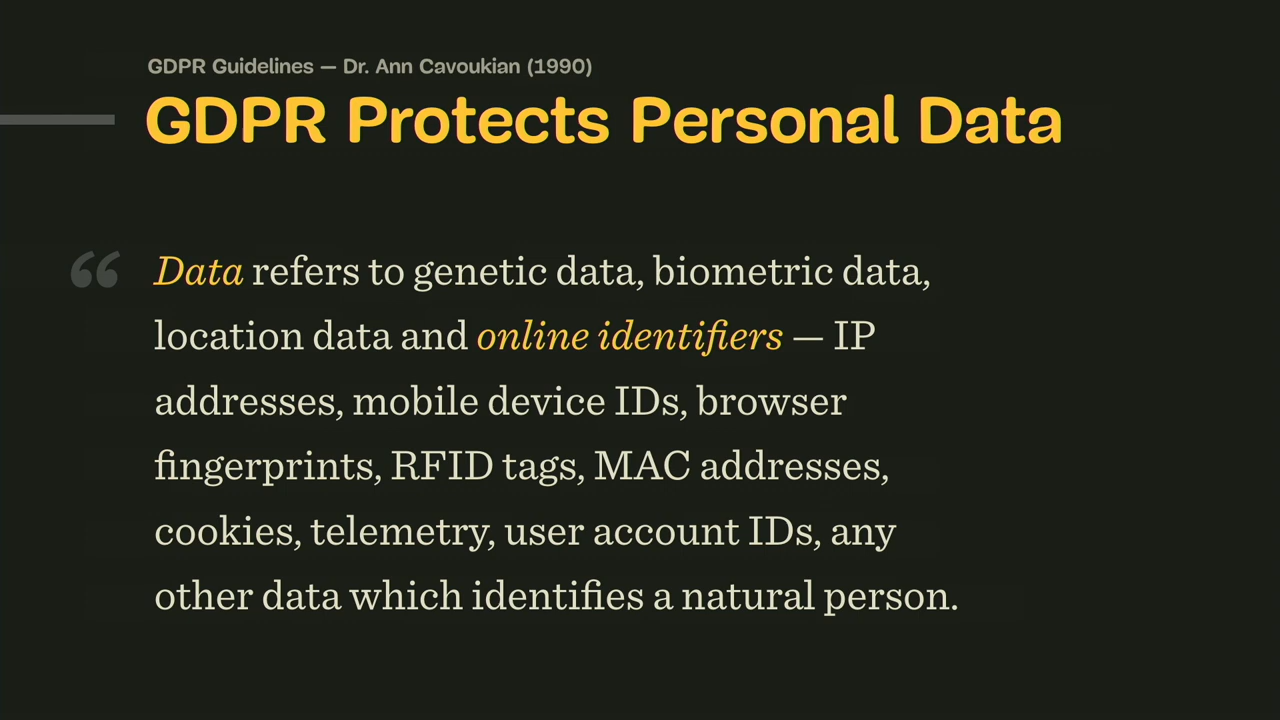 GDPR Guidelines — Dr. Ann Cavoukian (1990)
GDPR Protects Personal Data
“ Data refers to genetic data, biometric data,
location data and online identifiers — IP
addresses, mobile device IDs, browser
fingerprints, RFID tags, MAC addresses,
cookies, telemetry, user account IDs, any
other data which identifies a natural person.